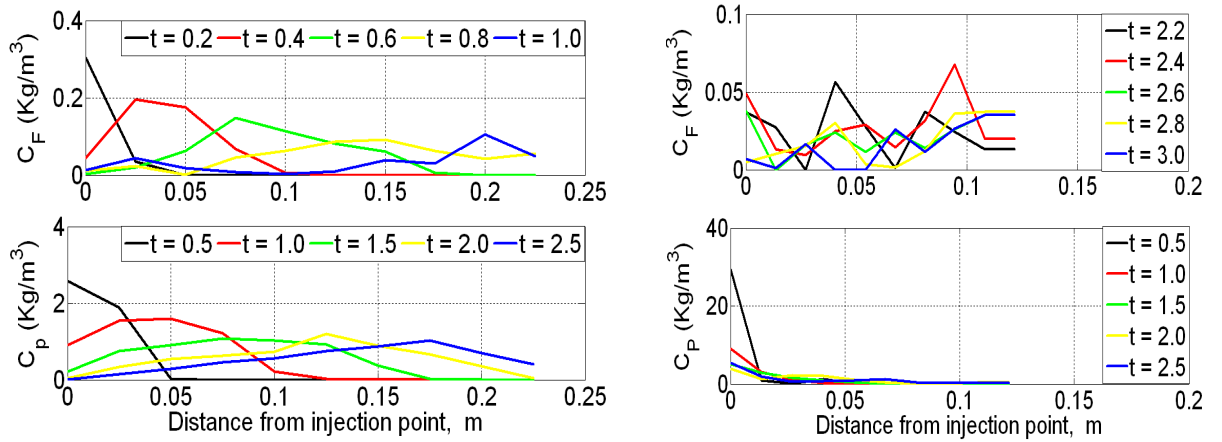 0.4
0.2
0
C_F (Kg/m³)
t = 0.2 t = 0.4 t = 0.6 t = 0.8 t = 1.0
0 0.05 0.1 0.15 0.2 0.25
4
2
0
C_p (Kg/m³)
t = 0.5 t = 1.0 t = 1.5 t = 2.0 t = 2.5
0 0.05 0.1 0.15 0.2 0.25
Distance from injection point, m
0.1
0.05
0
C_F (Kg/m³)
t = 2.2
t = 2.4
t = 2.6
t = 2.8
t = 3.0
0 0.05 0.1 0.15 0.2
40
20
0
C_P (Kg/m³)
t = 0.5
t = 1.0
t = 1.5
t = 2.0
t = 2.5
0 0.05 0.1 0.15 0.2
Distance from injection point, m